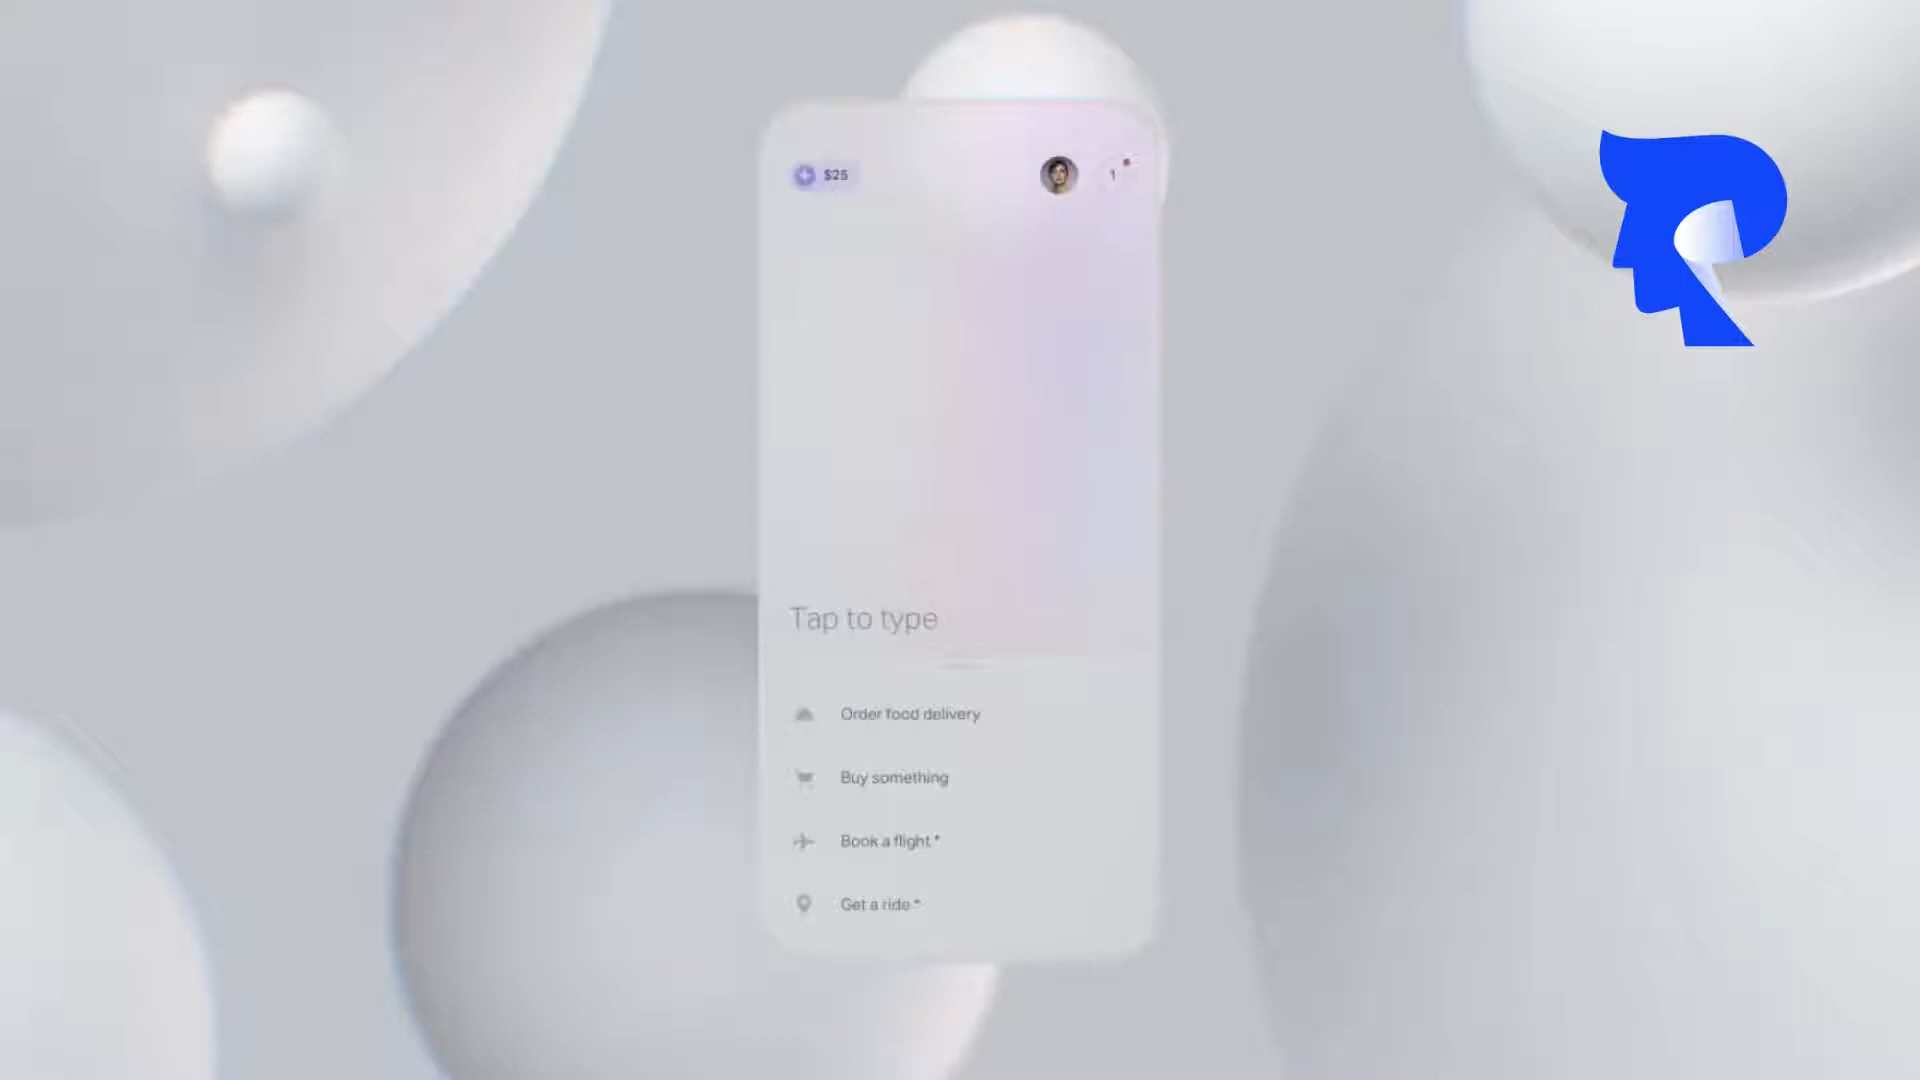 $25
1
Tap to type
Order food delivery
Buy something
Book a flight *
Get a ride *